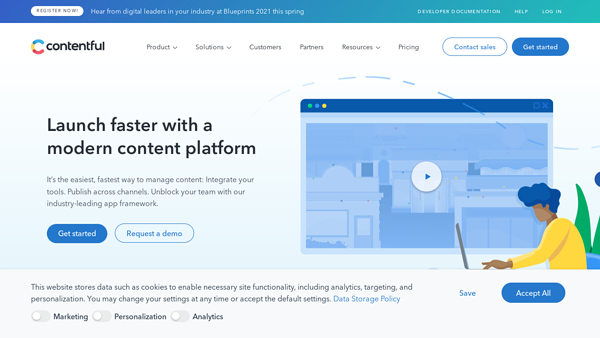 REGISTER NOW!
Hear from digital leaders in your industry at Blueprints 2021 this spring
DEVELOPER DOCUMENTATION
HELP
LOG IN
contentful
Product
Solutions
Customers
Partners
Resources
Pricing
Contact sales
Get started
Launch faster with a
modern content platform
It's the easiest, fastest way to manage content: Integrate your
tools. Publish across channels. Unblock your team with our
industry-leading app framework.
Get started
Request a demo
This website stores data such as cookies to enable necessary site functionality, including analytics, targeting, and
personalization. You may change your settings at any time or accept the default settings. Data Storage Policy
Save
Accept All
Marketing
Personalization
Analytics